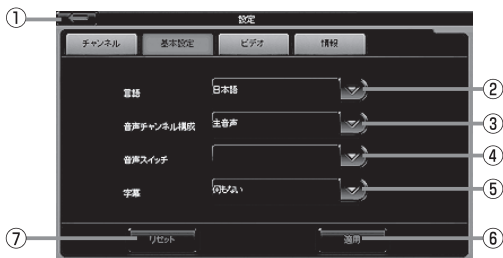 ① 設定
チャンネル 基本設定 ビデオ 情報
言語 日本語 ②
音声チャンネル構成 主音声 ③
音声スイッチ ④
字幕 何もない ⑤
⑦ リセット 適用 ⑥